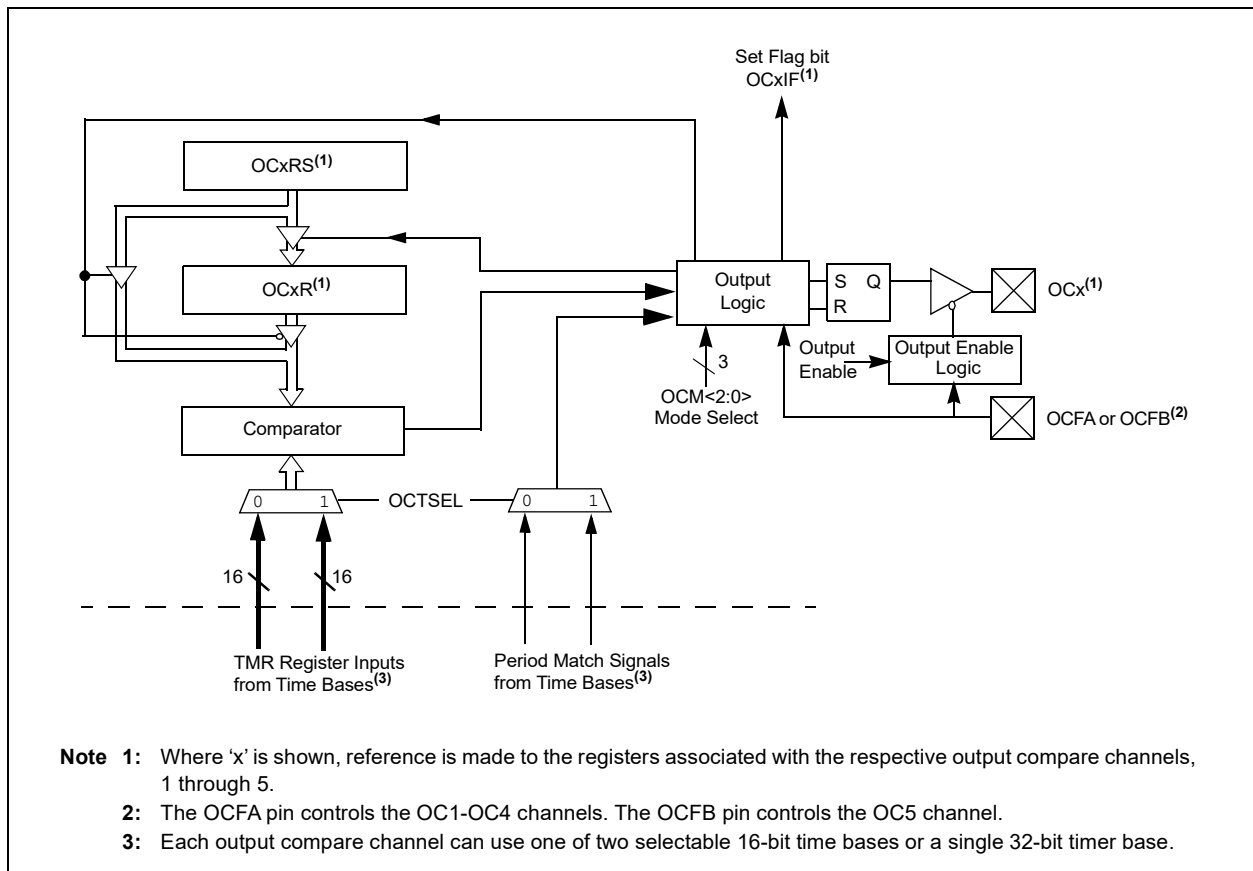 Set Flag bit
OCxIF(1)
OCxRS(1)
OCxR(1)
Output
Logic
S Q
R
OCx(1)
Output
Enable
Output Enable
Logic
3
OCM<2:0>
Mode Select
Comparator
OCFA or OCFB(2)
0 1
OCTSEL
0 1
16
16
TMR Register Inputs
from Time Bases(3)
Period Match Signals
from Time Bases(3)
Note 1: Where ‘x’ is shown, reference is made to the registers associated with the respective output compare channels,
1 through 5.
2: The OCFA pin controls the OC1-OC4 channels. The OCFB pin controls the OC5 channel.
3: Each output compare channel can use one of two selectable 16-bit time bases or a single 32-bit timer base.